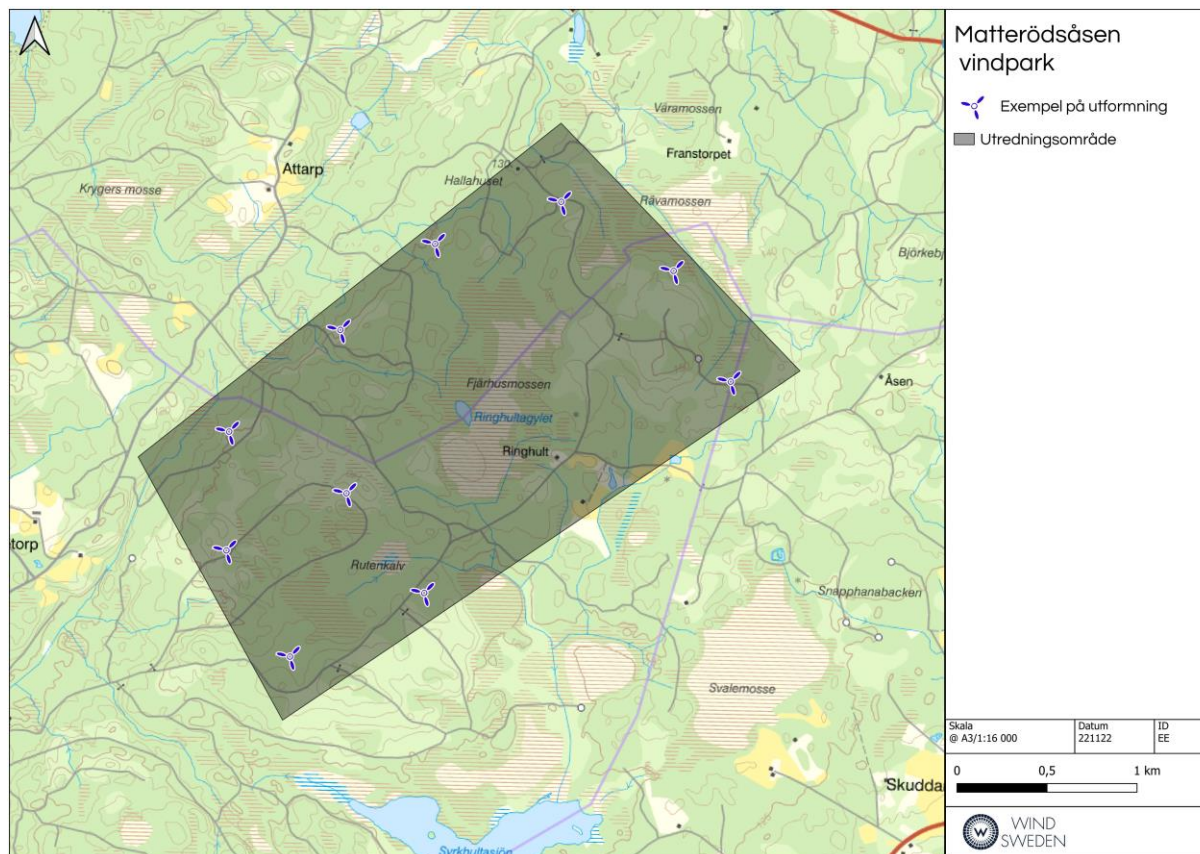 Matterödsåsen
vindpark
Exempel på utformning
Utredningsområde
Väramossen
Franstorpet
Attarp
130
Hallahuset
Krygers mosse
Råvamossen
Björkebj
Fjärhusmossen
Åsen
Ringhultagylet
Ringhult
torp
Rutenkalv
Snapphanabacken
Svalemosse
Skudda
Syrkhultasjön
Skala
@ A3/1:16 000
Datum
221122
ID
EE
0 0,5 1 km
W
WIND
SWEDEN